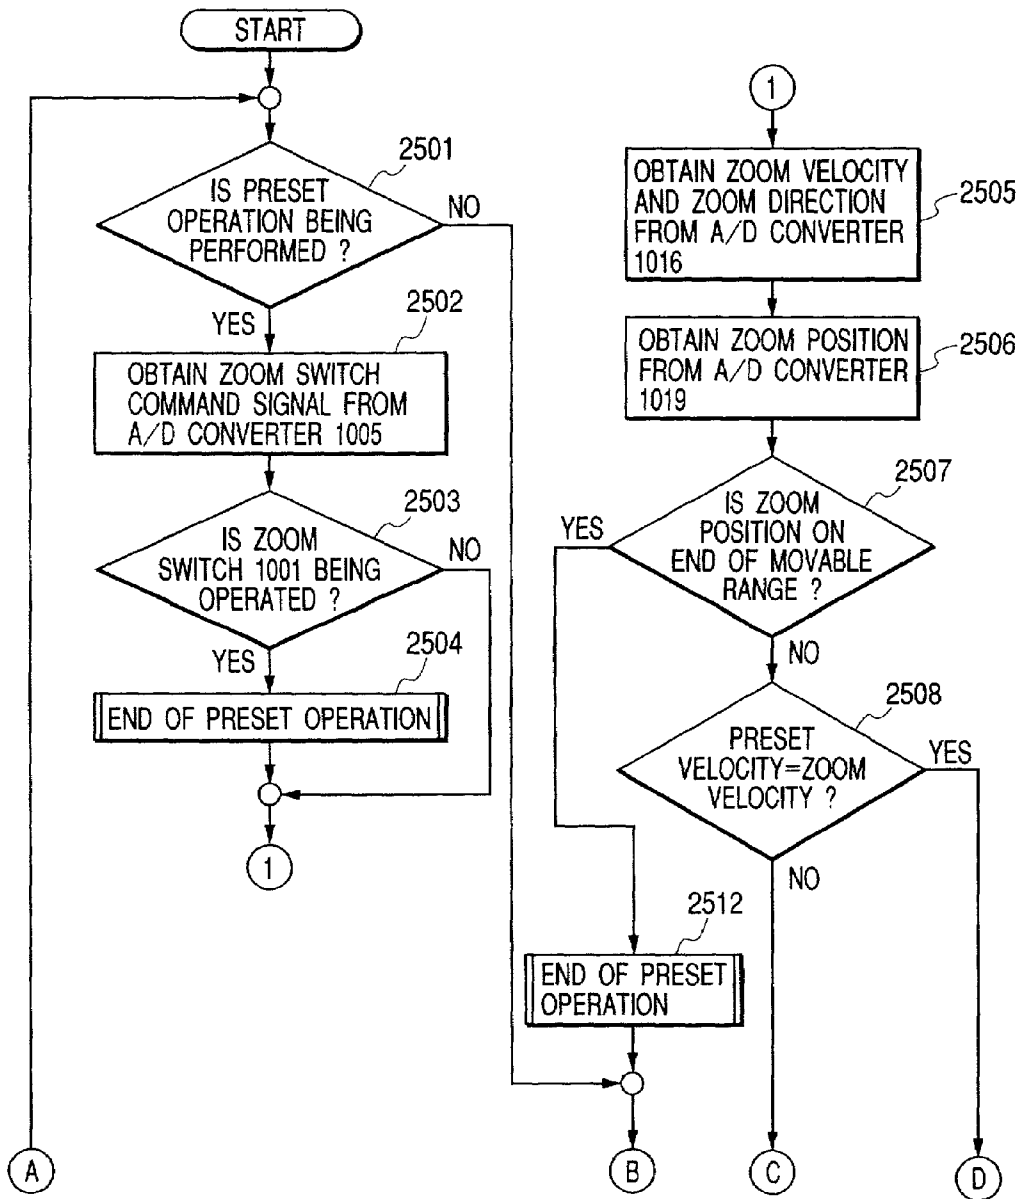 START
2501
IS PRESET
OPERATION BEING
PERFORMED ?
NO
YES
2502
OBTAIN ZOOM SWITCH
COMMAND SIGNAL FROM
A/D CONVERTER 1005
2503
IS ZOOM
SWITCH 1001 BEING
OPERATED ?
NO
YES
2504
END OF PRESET OPERATION
1
1
OBTAIN ZOOM VELOCITY
AND ZOOM DIRECTION
FROM A/D CONVERTER
1016
2505
OBTAIN ZOOM POSITION
FROM A/D CONVERTER
1019
2506
2507
IS ZOOM
POSITION ON
END OF MOVABLE
RANGE ?
YES
NO
2508
PRESET
VELOCITY=ZOOM
VELOCITY ?
YES
NO
2512
END OF PRESET
OPERATION
A
B
C
D